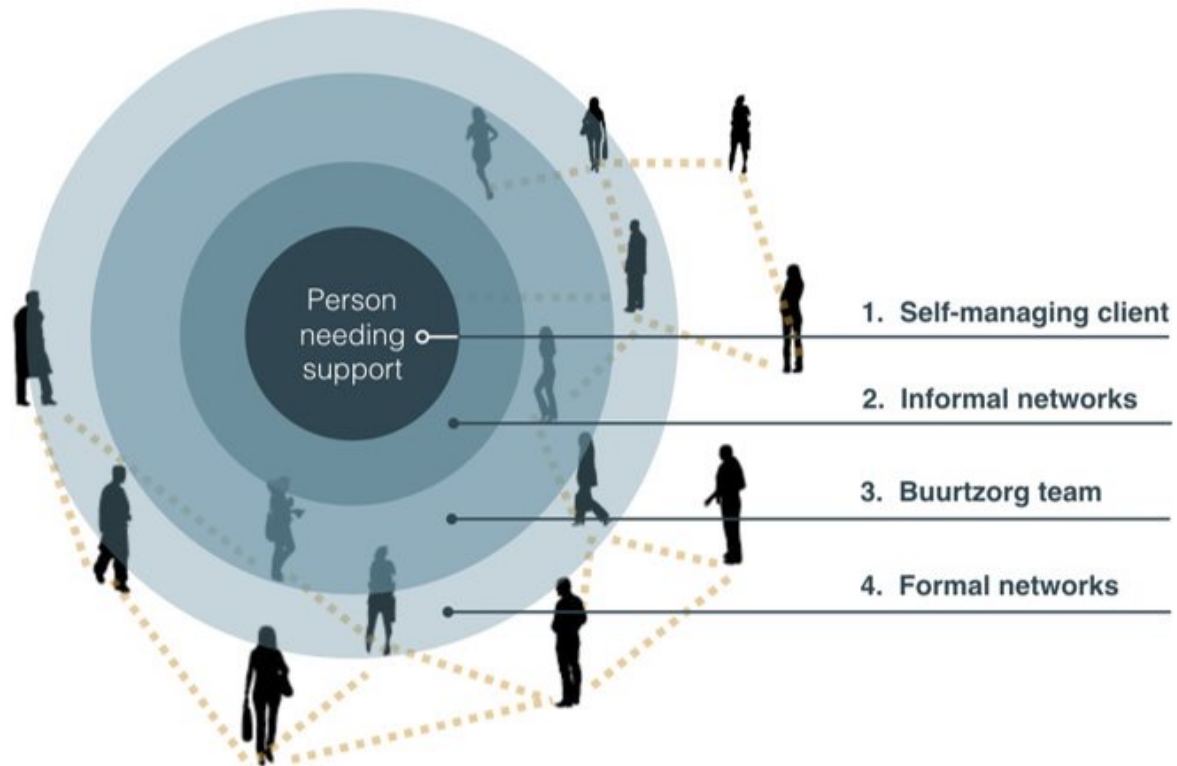 Person
needing
support
1. Self-managing client
2. Informal networks
3. Buurtzorg team
4. Formal networks